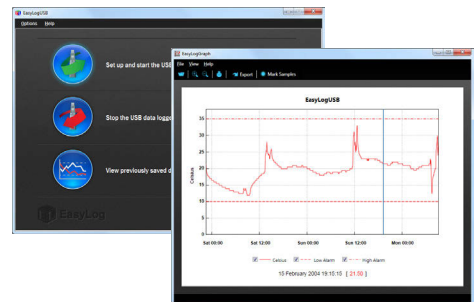 EasyLogUSB
Options Help
Set up and start the USB
Stop the USB data logge
View previously saved d
EasyLog
EasyLogGraph
File View Help
Export Mark Samples
EasyLogUSB
Celsius
35
30
25
20
15
10
5
0
Sat 00:00 Sat 12:00 Sun 00:00 Sun 12:00 Mon 00:00
Celsius Low Alarm High Alarm
15 February 2004 19:10:15 [ 21.50 ]